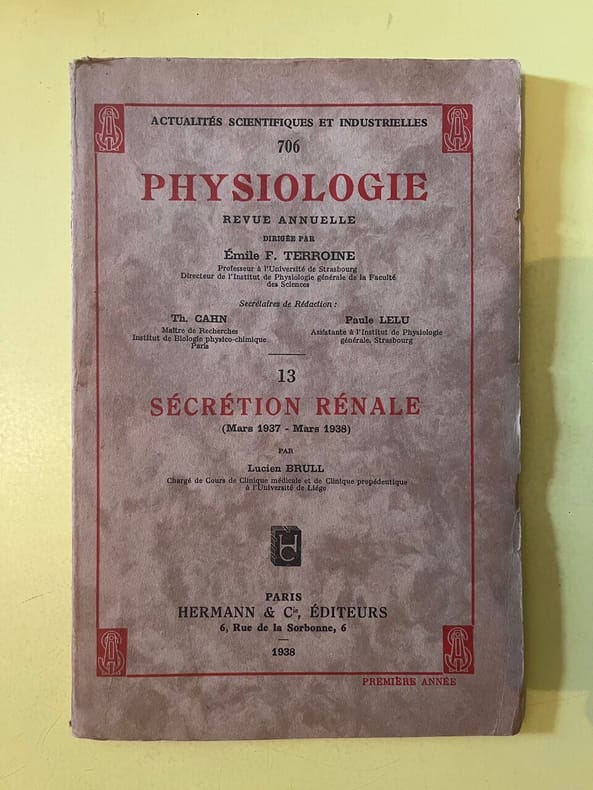 ACTUALITÉS SCIENTIFIQUES ET INDUSTRIELLES
706
PHYSIOLOGIE
REVUE ANNUELLE
DIRIGÉE PAR
Émile F. TERROINE
Professeur à l'Université de Strasbourg
Directeur de l'Institut de Physiologie générale de la Faculté
des Sciences
Secrétaires de Rédaction :
Th. CAHN
Maître de Recherches
Institut de Biologie physico-chimique
Paris
Paule LELU
Assistante à l'Institut de Physiologie
générale, Strasbourg
13
SÉCRÉTION RÉNALE
(Mars 1937 - Mars 1938)
PAR
Lucien BRULL
Chargé de Cours de Clinique médicale et de Clinique propédeutique
à l'Université de Liége
HC
PARIS
HERMANN & Cie, ÉDITEURS
6, Rue de la Sorbonne, 6
1938
PREMIÈRE ANNÉE